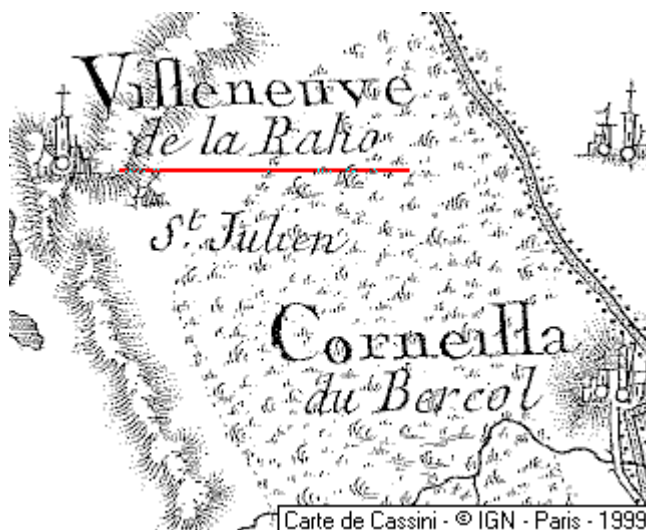 Villeneuve
de la Raho
St. Julien
Corneilla
du Bercol
Carte de Cassini - © IGN - Paris - 1999